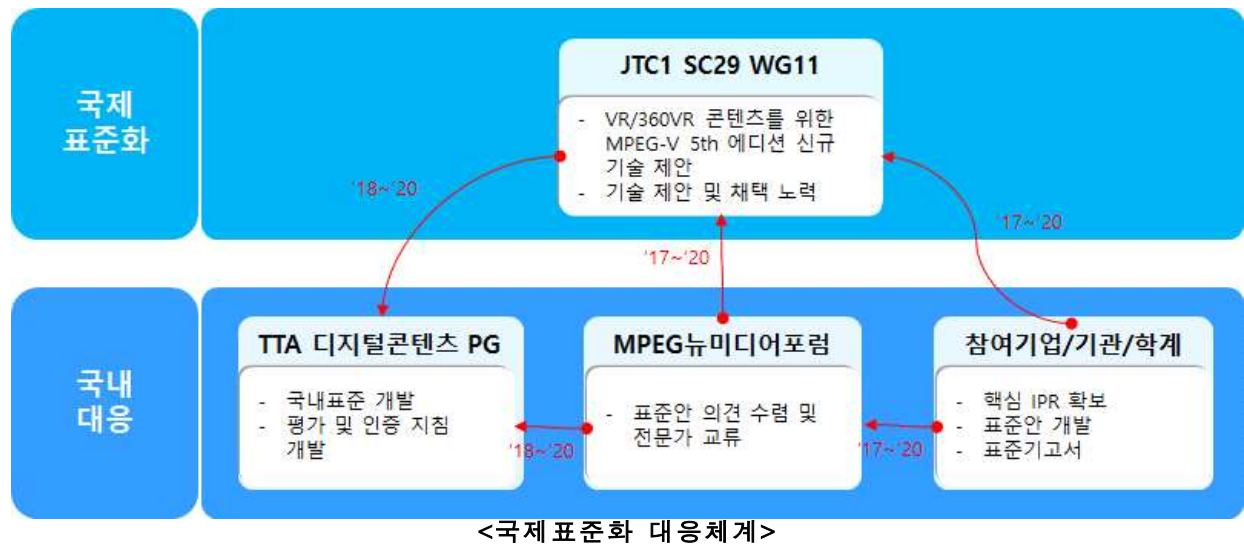 국제
표준화
JTC1 SC29 WG11
- VR/360VR 콘텐츠를 위한
MPEG-V 5th 에디션 신규
기술 제안
- 기술 제안 및 채택 노력
'18~'20
'17~'20
'17~'20
국내
대응
TTA 디지털콘텐츠 PG
- 국내표준 개발
- 평가 및 인증 지침
개발
'18~'20
MPEG뉴미디어포럼
- 표준안 의견 수렴 및
전문가 교류
'17~'20
참여기업/기관/학계
- 핵심 IPR 확보
- 표준안 개발
- 표준기고서
<국제표준화 대응체계>